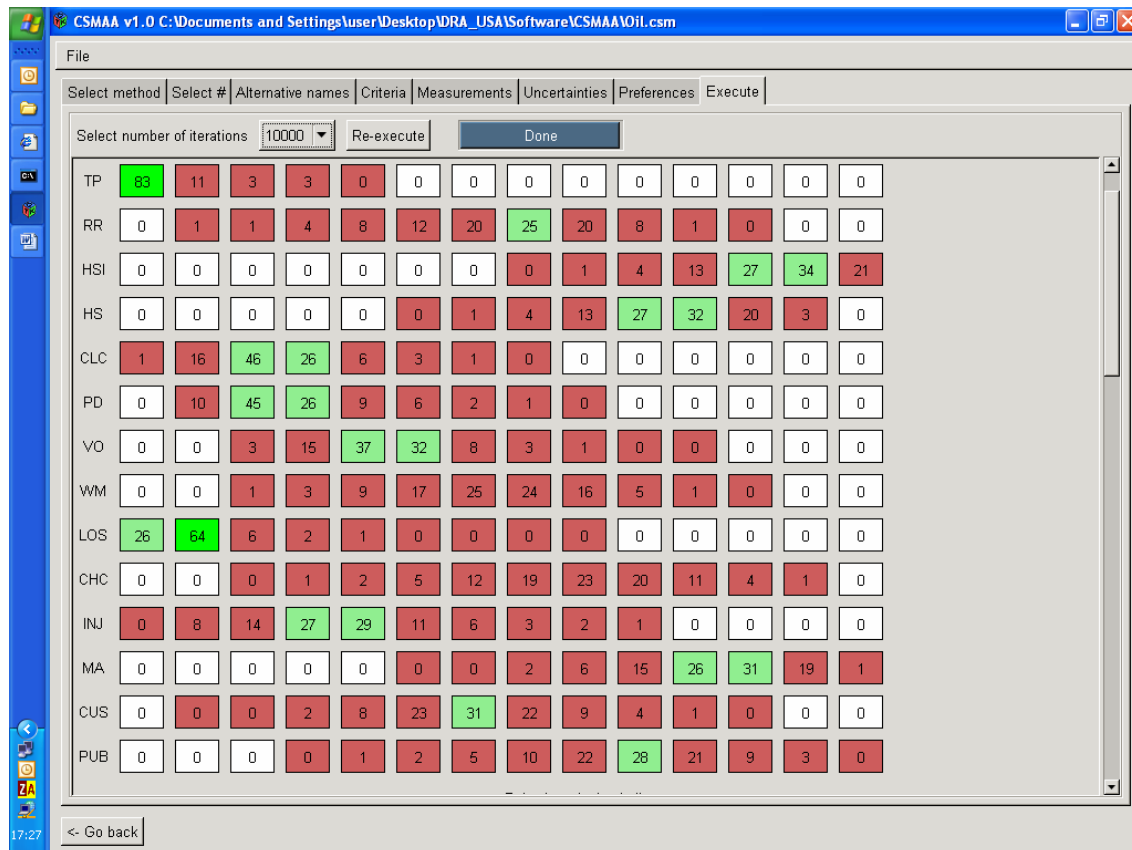 CSMAA v1.0 C:\Documents and Settings\user\Desktop\DRA_USA\Software\CSMAA\Oil.csm
File
Select method Select # Alternative names Criteria Measurements Uncertainties Preferences Execute
Select number of iterations 10000 Re-execute Done
TP 83 11 3 3 0 0 0 0 0 0 0 0 0 0
RR 0 1 1 4 8 12 20 25 20 8 1 0 0 0
HSI 0 0 0 0 0 0 0 0 1 4 13 27 34 21
HS 0 0 0 0 0 0 1 4 13 27 32 20 3 0
CLC 1 16 46 26 6 3 1 0 0 0 0 0 0 0
PD 0 10 45 26 9 6 2 1 0 0 0 0 0 0
VO 0 0 3 15 37 32 8 3 1 0 0 0 0 0
WM 0 0 1 3 9 17 25 24 16 5 1 0 0 0
LOS 26 64 6 2 1 0 0 0 0 0 0 0 0 0
CHC 0 0 0 1 2 5 12 19 23 20 11 4 1 0
INJ 0 8 14 27 29 11 6 3 2 1 0 0 0 0
MA 0 0 0 0 0 0 0 2 6 15 26 31 19 1
CUS 0 0 0 2 8 23 31 22 9 4 1 0 0 0
PUB 0 0 0 0 1 2 5 10 22 28 21 9 3 0
<- Go back
C:\
ZA
17:27